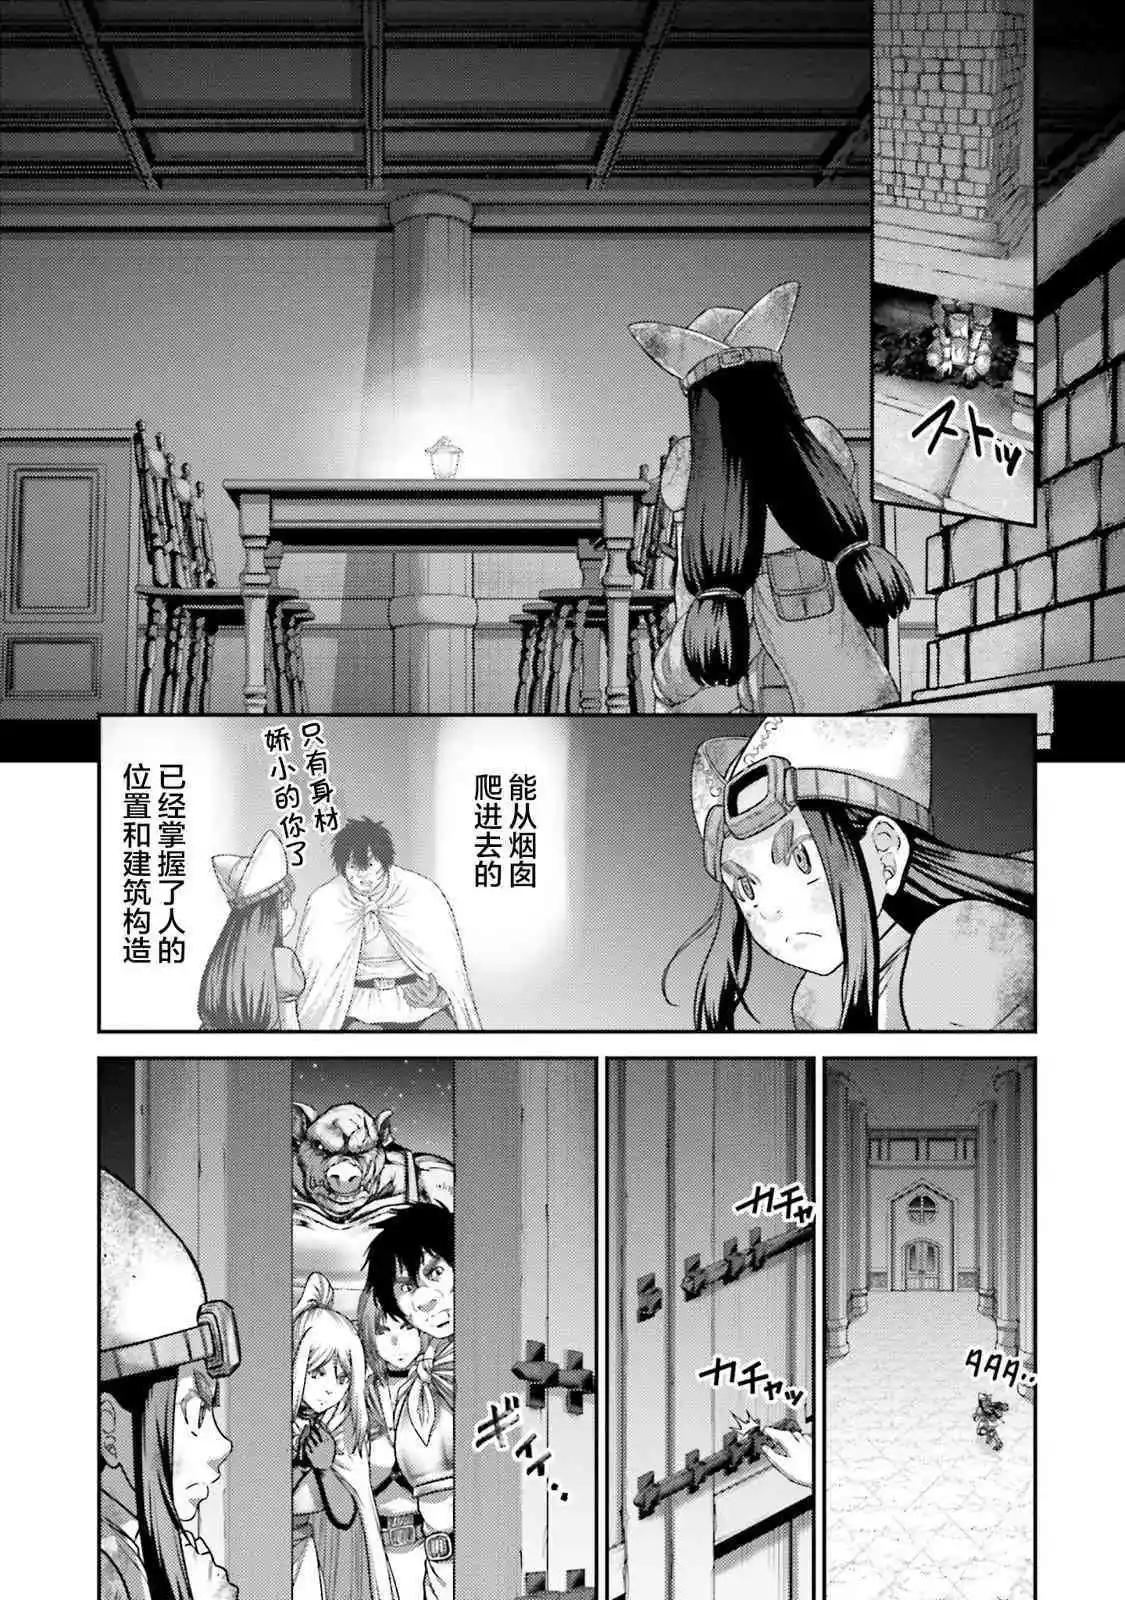 ストッ
能从烟囱
爬进去的
只有身材
娇小的你了
已经掌握了人的
位置和建筑构造
タタタ‥
カチャ
カチャッ
ギィィ‥